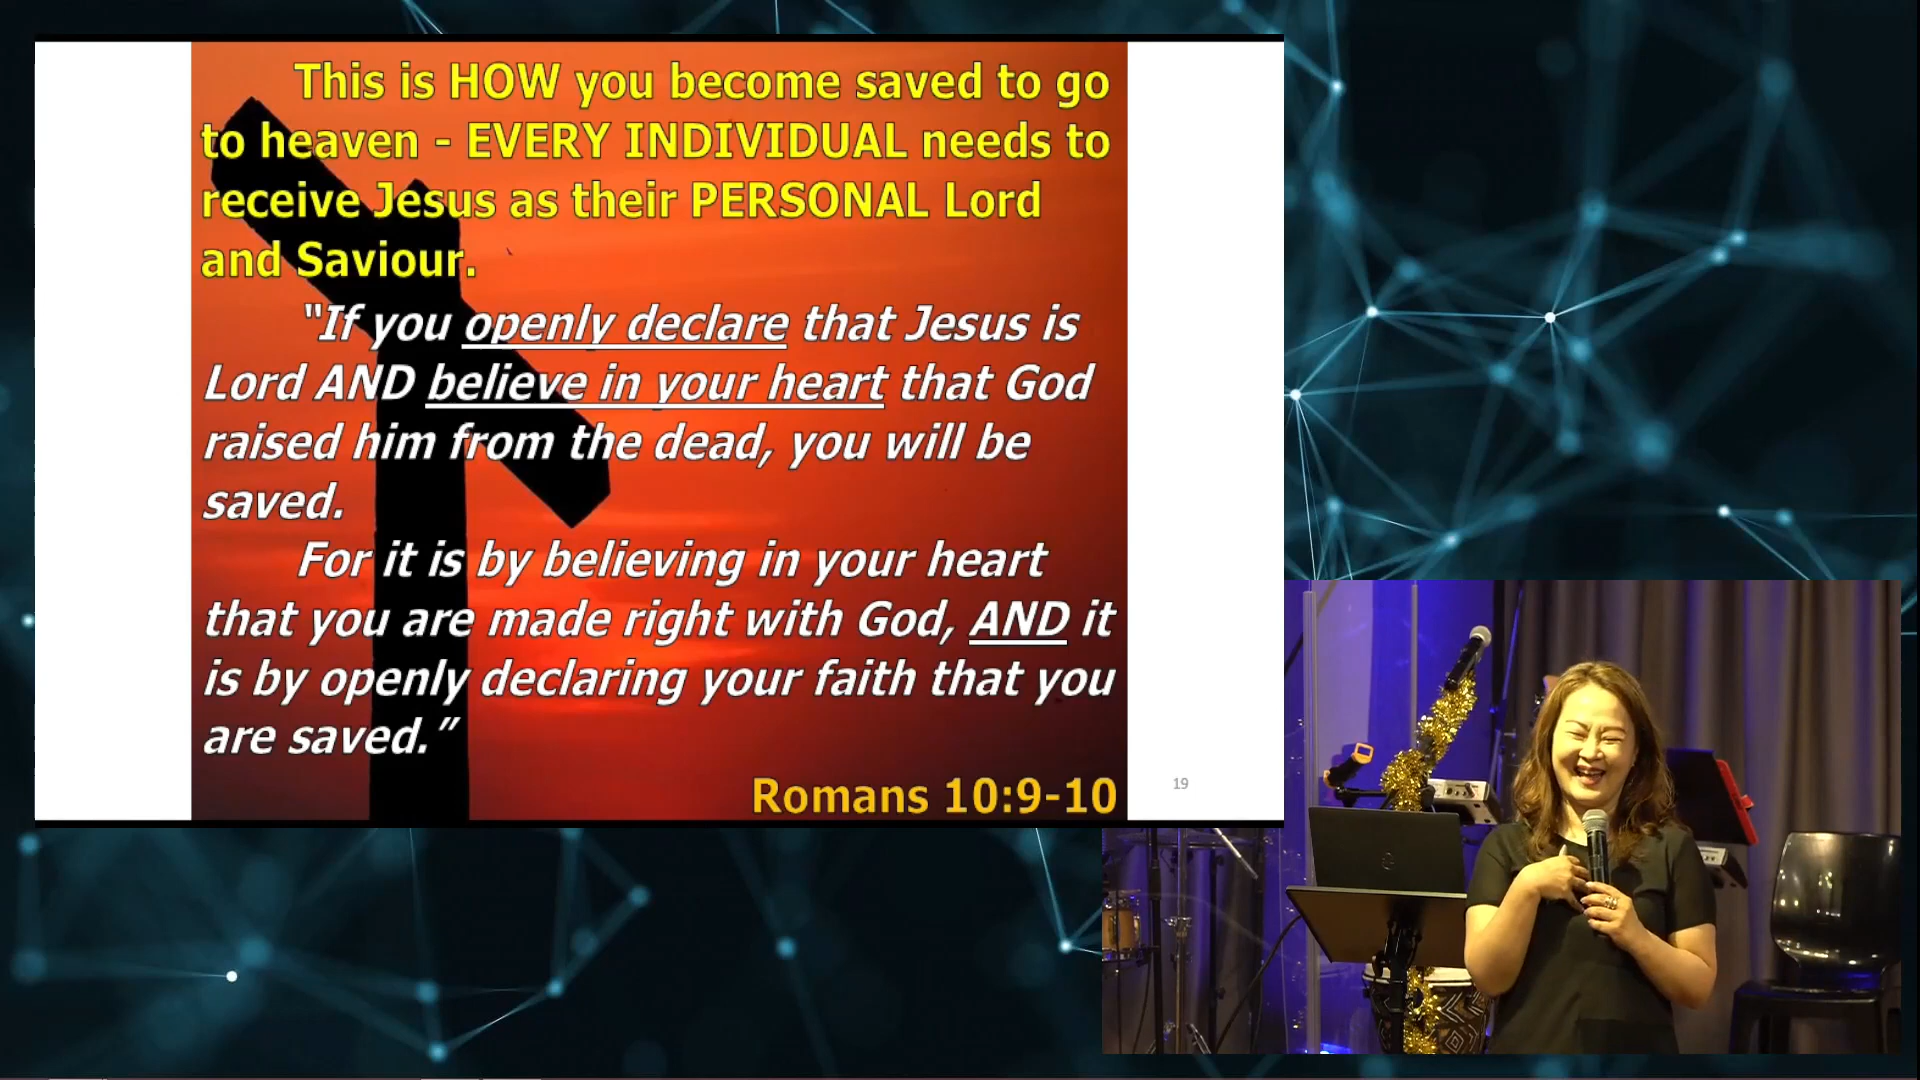 This is HOW you become saved to go
to heaven - EVERY INDIVIDUAL needs to
receive Jesus as their PERSONAL Lord
and Saviour.
“If you openly declare that Jesus is
Lord AND believe in your heart that God
raised him from the dead, you will be
saved.
For it is by believing in your heart
that you are made right with God, AND it
is by openly declaring your faith that you
are saved.”
Romans 10:9-10
19